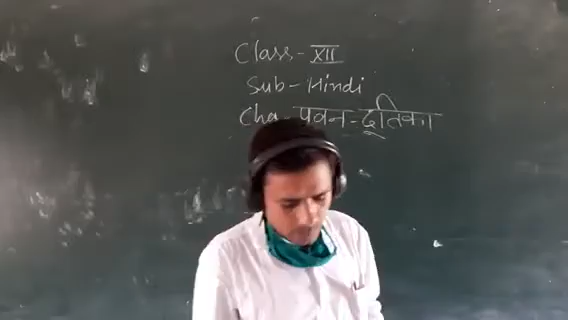 Class - XII
Sub - Hindi
Cha पवन - दूतिका